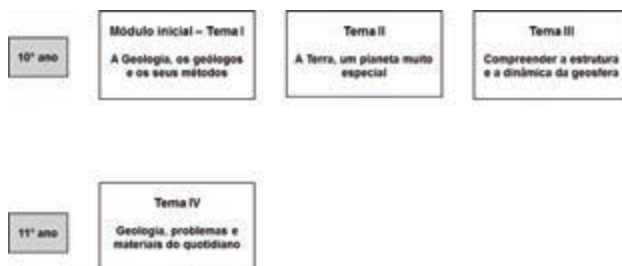 10º ano
Módulo inicial – Tema I
A Geologia, os geólogos
e os seus métodos
Tema II
A Terra, um planeta muito
especial
Tema III
Compreender a estrutura
e a dinâmica da geosfera
11º ano
Tema IV
Geologia, problemas e
materiais do quotidiano